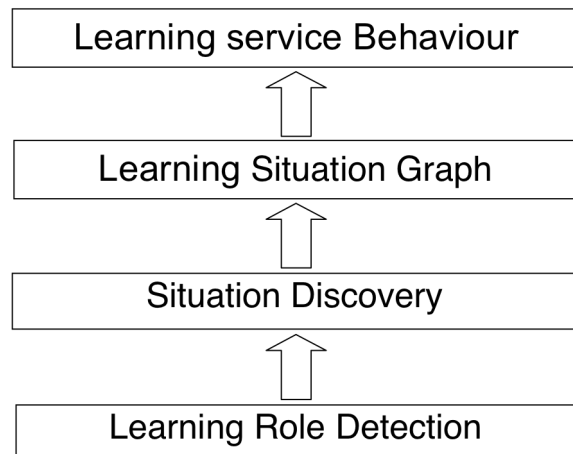 Learning service Behaviour
Learning Situation Graph
Situation Discovery
Learning Role Detection